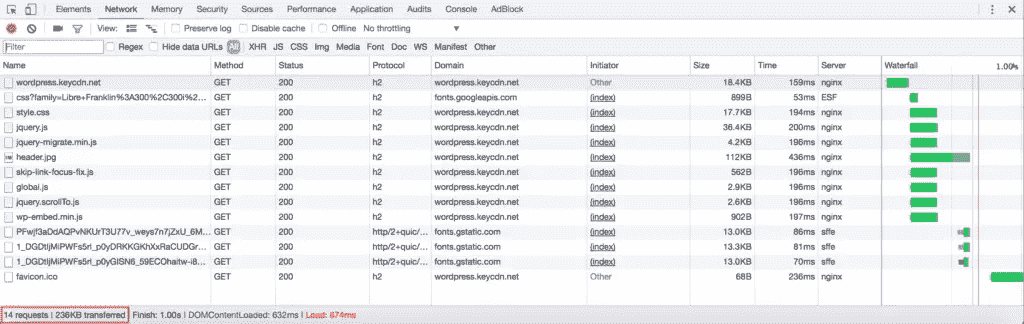 Elements Network Memory Security Sources Performance Application Audits Console AdBlock
View: Preserve log Disable cache Offline No throttling
Filter Regex Hide data URLs All XHR JS CSS Img Media Font Doc WS Manifest Other
Name Method Status Protocol Domain Initiator Size Time Server Waterfall 1.00s
wordpress.keycdn.net GET 200 h2 wordpress.keycdn.net Other 18.4KB 159ms nginx
css?family=Libre+Franklin%3A300%2C300i%2... GET 200 h2 fonts.googleapis.com (index) 899B 53ms ESF
style.css GET 200 h2 wordpress.keycdn.net (index) 17.7KB 194ms nginx
jquery.js GET 200 h2 wordpress.keycdn.net (index) 36.4KB 200ms nginx
jquery-migrate.min.js GET 200 h2 wordpress.keycdn.net (index) 4.2KB 196ms nginx
header.jpg GET 200 h2 wordpress.keycdn.net (index) 112KB 436ms nginx
skip-link-focus-fix.js GET 200 h2 wordpress.keycdn.net (index) 562B 196ms nginx
global.js GET 200 h2 wordpress.keycdn.net (index) 2.9KB 196ms nginx
jquery.scrollTo.js GET 200 h2 wordpress.keycdn.net (index) 2.6KB 196ms nginx
wp-embed.min.js GET 200 h2 wordpress.keycdn.net (index) 902B 197ms nginx
GET 200 http/2+quic/... fonts.gstatic.com (index) 13.0KB 86ms sffe
GET 200 http/2+quic/... fonts.gstatic.com (index) 13.3KB 81ms sffe
GET 200 http/2+quic/... fonts.gstatic.com (index) 13.0KB 70ms sffe
favicon.ico GET 200 h2 wordpress.keycdn.net Other 68B 236ms nginx
14 requests | 236KB transferred | Finish: 1.00s | DOMContentLoaded: 632ms | Load: 874ms